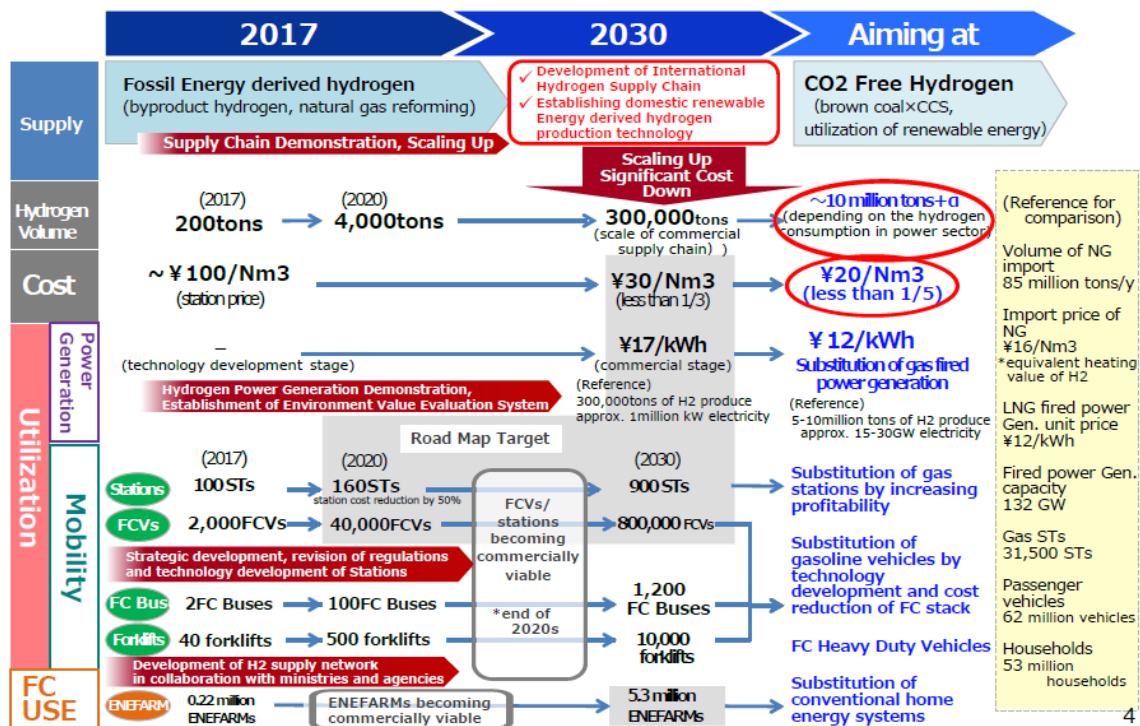 2017
2030
Aiming at
Supply
Fossil Energy derived hydrogen
(byproduct hydrogen, natural gas reforming)
✓ Development of International
Hydrogen Supply Chain
✓ Establishing domestic renewable
Energy derived hydrogen
production technology
CO2 Free Hydrogen
(brown coal×CCS,
utilization of renewable energy)
Supply Chain Demonstration, Scaling Up
Scaling Up
Significant Cost
Down
Hydrogen
Volume
(2017)
200tons
(2020)
4,000tons
300,000tons
(scale of commercial
supply chain)）
～10 million tons+α
(depending on the hydrogen
consumption in power sector)
Cost
~¥100/Nm3
(station price)
¥30/Nm3
(less than 1/3)
¥20/Nm3
(less than 1/5)
Utilization
Power
Generation
–
(technology development stage)
¥17/kWh
(commercial stage)
¥12/kWh
Substitution of gas fired
power generation
Hydrogen Power Generation Demonstration,
Establishment of Environment Value Evaluation System
(Reference)
300,000tons of H2 produce
approx. 1million kW electricity
(Reference)
5-10million tons of H2 produce
approx. 15-30GW electricity
Road Map Target
Mobility
(2017)
(2020)
(2030)
Stations
100STs
160STs
station cost reduction by 50%
900 STs
Substitution of gas
stations by increasing
profitability
FCVs
2,000FCVs
40,000FCVs
800,000 FCVs
FCVs/
stations
becoming
commercially
viable
*end of
2020s
Strategic development, revision of regulations
and technology development of Stations
Substitution of
gasoline vehicles by
technology
development and cost
reduction of FC stack
FC Bus
2FC Buses
100FC Buses
1,200
FC Buses
Forklifts
40 forklifts
500 forklifts
10,000
forklifts
FC Heavy Duty Vehicles
Development of H2 supply network
in collaboration with ministries and agencies
FC
USE
ENEFARM
0.22 million
ENEFARMs
ENEFARMs becoming
commercially viable
5.3 million
ENEFARMs
Substitution of
conventional home
energy systems
(Reference for
comparison)
Volume of NG
import
85 million tons/y
Import price of
NG
¥16/Nm3
*equivalent heating
value of H2
LNG fired power
Gen. unit price
¥12/kWh
Fired power Gen.
capacity
132 GW
Gas STs
31,500 STs
Passenger
vehicles
62 million vehicles
Households
53 million
households
4